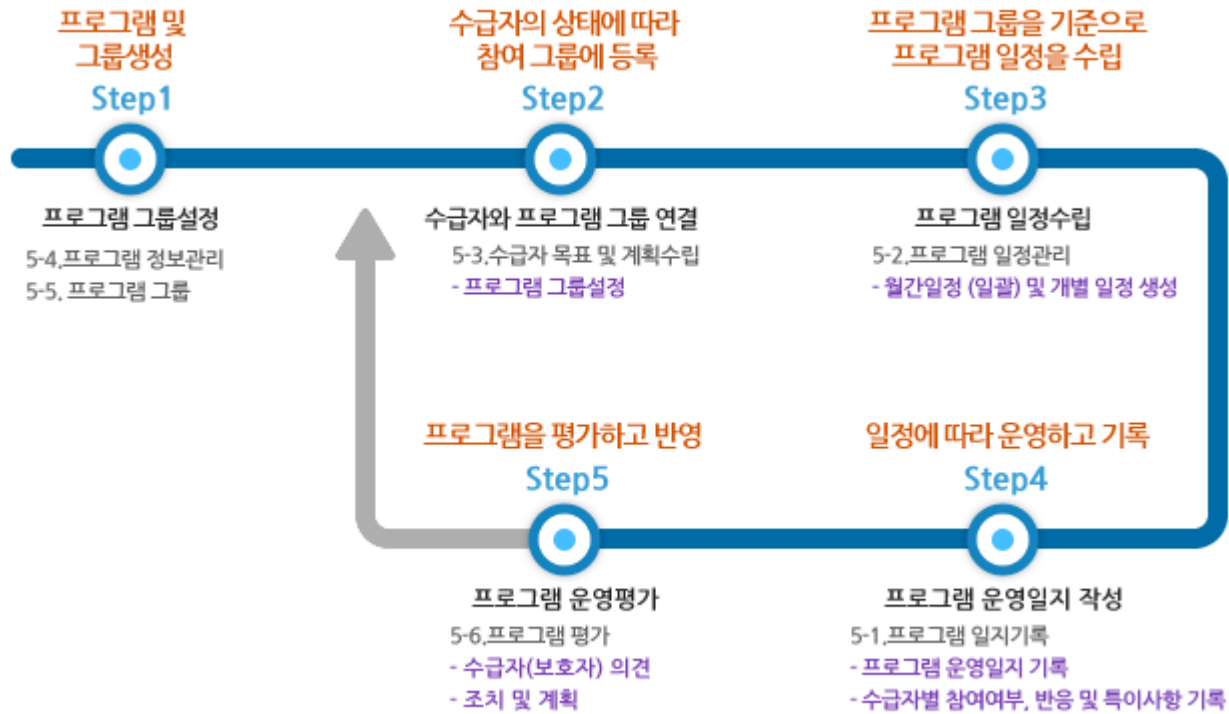 프로그램 및
그룹생성
Step1
프로그램 그룹설정
5-4.프로그램 정보관리
5-5. 프로그램 그룹
수급자의 상태에 따라
참여 그룹에 등록
Step2
수급자와 프로그램 그룹 연결
5-3.수급자 목표 및 계획수립
- 프로그램 그룹설정
프로그램 그룹을 기준으로
프로그램 일정을 수립
Step3
프로그램 일정수립
5-2.프로그램 일정관리
- 월간일정 (일괄) 및 개별 일정 생성
일정에 따라 운영하고 기록
Step4
프로그램 운영일지 작성
5-1.프로그램 일지기록
- 프로그램 운영일지 기록
- 수급자별 참여여부, 반응 및 특이사항 기록
프로그램을 평가하고 반영
Step5
프로그램 운영평가
5-6.프로그램 평가
- 수급자(보호자) 의견
- 조치 및 계획